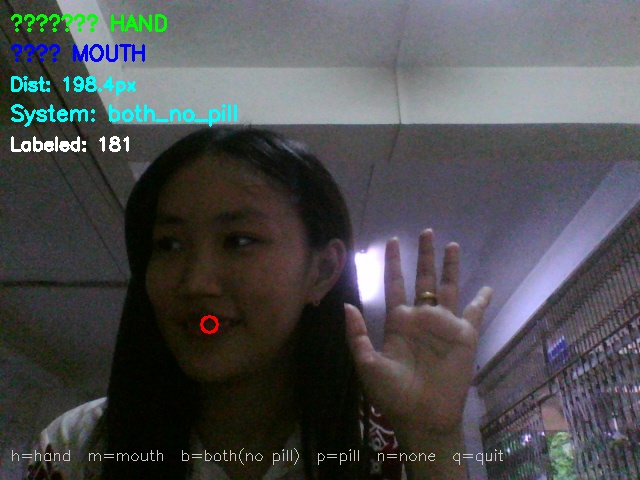 ??????? HAND
???? MOUTH
Dist: 198.4px
System: both_no_pill
Labeled: 181
h=hand m=mouth b=both(no pill) p=pill n=none q=quit